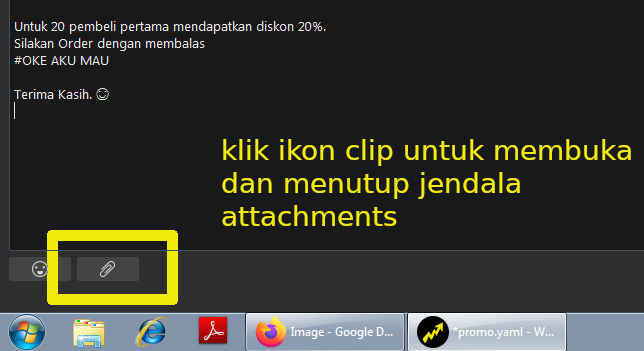 Untuk 20 pembeli pertama mendapatkan diskon 20%.
Silakan Order dengan membalas
#OKE AKU MAU
Terima Kasih. ☺
klik ikon clip untuk membuka
dan menutup jendala
attachments
Image - Google D...
*promo.yaml - W...